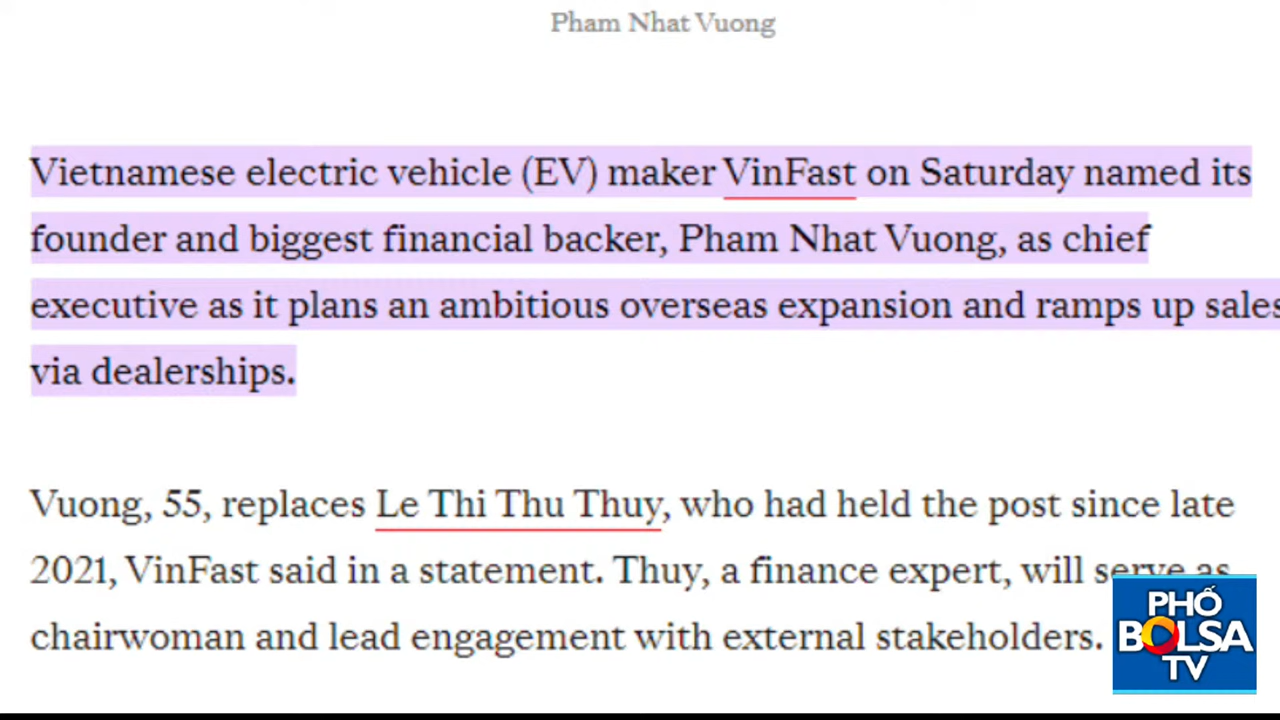 Pham Nhat Vuong
Vietnamese electric vehicle (EV) maker VinFast on Saturday named its
founder and biggest financial backer, Pham Nhat Vuong, as chief
executive as it plans an ambitious overseas expansion and ramps up sales
via dealerships.
Vuong, 55, replaces Le Thi Thu Thuy, who had held the post since late
2021, VinFast said in a statement. Thuy, a finance expert, will serve as
chairwoman and lead engagement with external stakeholders.
PHỐ
BOLSA
TV